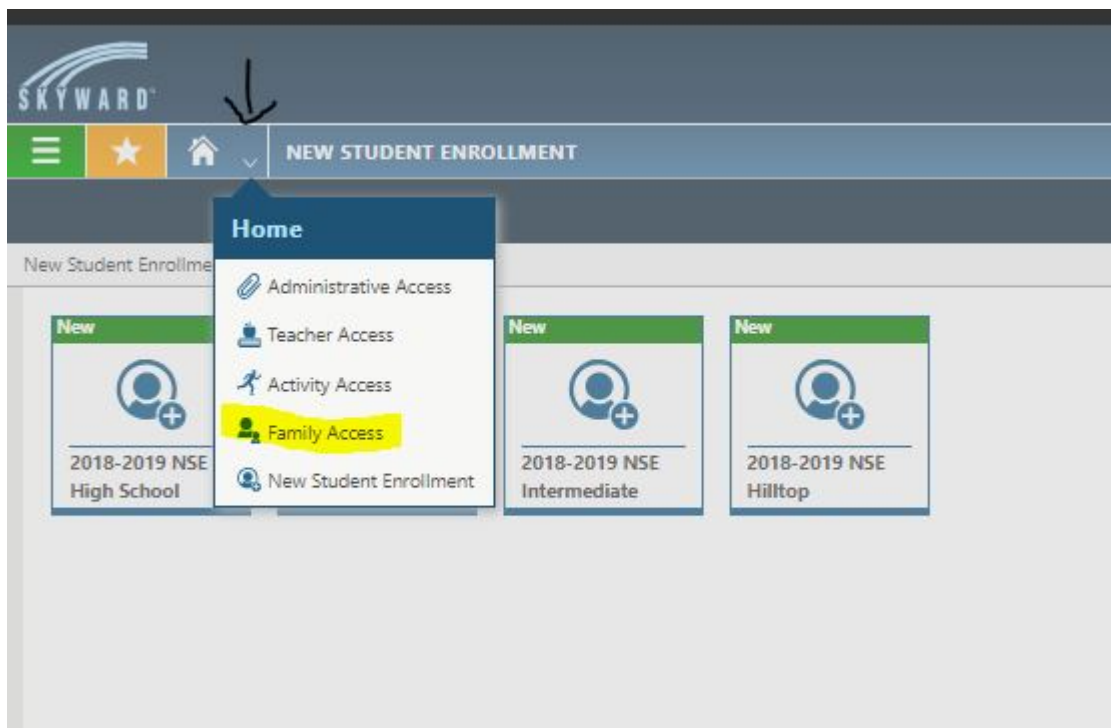 SKYWARD
NEW STUDENT ENROLLMENT
Home
New Student Enrollme
Administrative Access
Teacher Access
Activity Access
Family Access
New Student Enrollment
New
2018-2019 NSE
High School
New
2018-2019 NSE
Intermediate
New
2018-2019 NSE
Hilltop